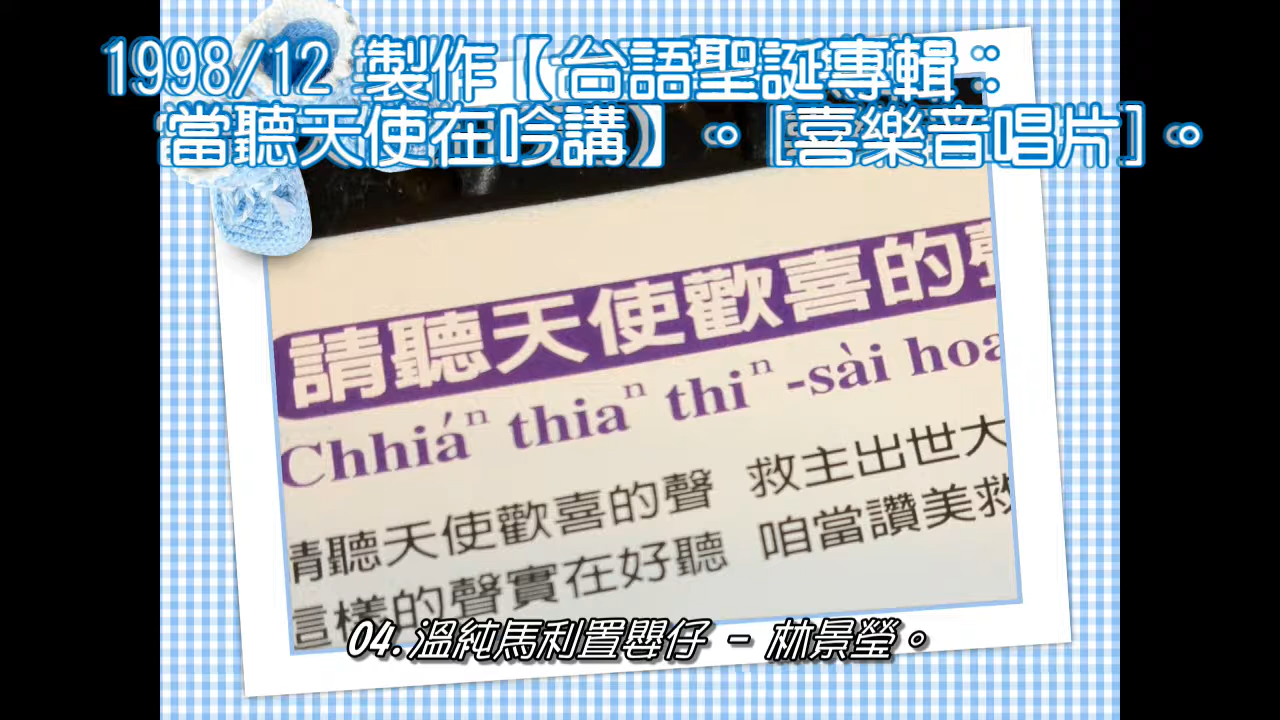 1998/12 製作【台語聖誕專輯：
當聽天使在吟講】。[喜樂音唱片]。
請聽天使歡喜的聲
Chhiáⁿ thiaⁿ thiⁿ-sài hoa
請聽天使歡喜的聲 救主出世大
這樣的聲實在好聽 咱當讚美救
04.溫純馬利置嬰仔 - 林景瑩。